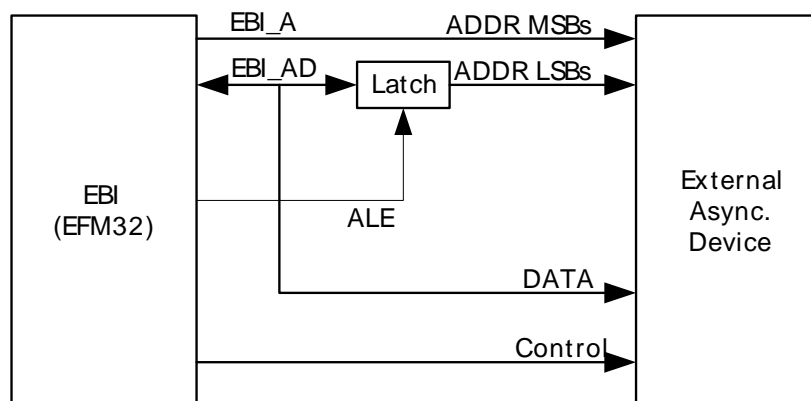 EBI_A ADDR MSBs
EBI_AD Latch ADDR LSBs
EBI
(EFM32)
ALE
External
Async.
Device
DATA
Control